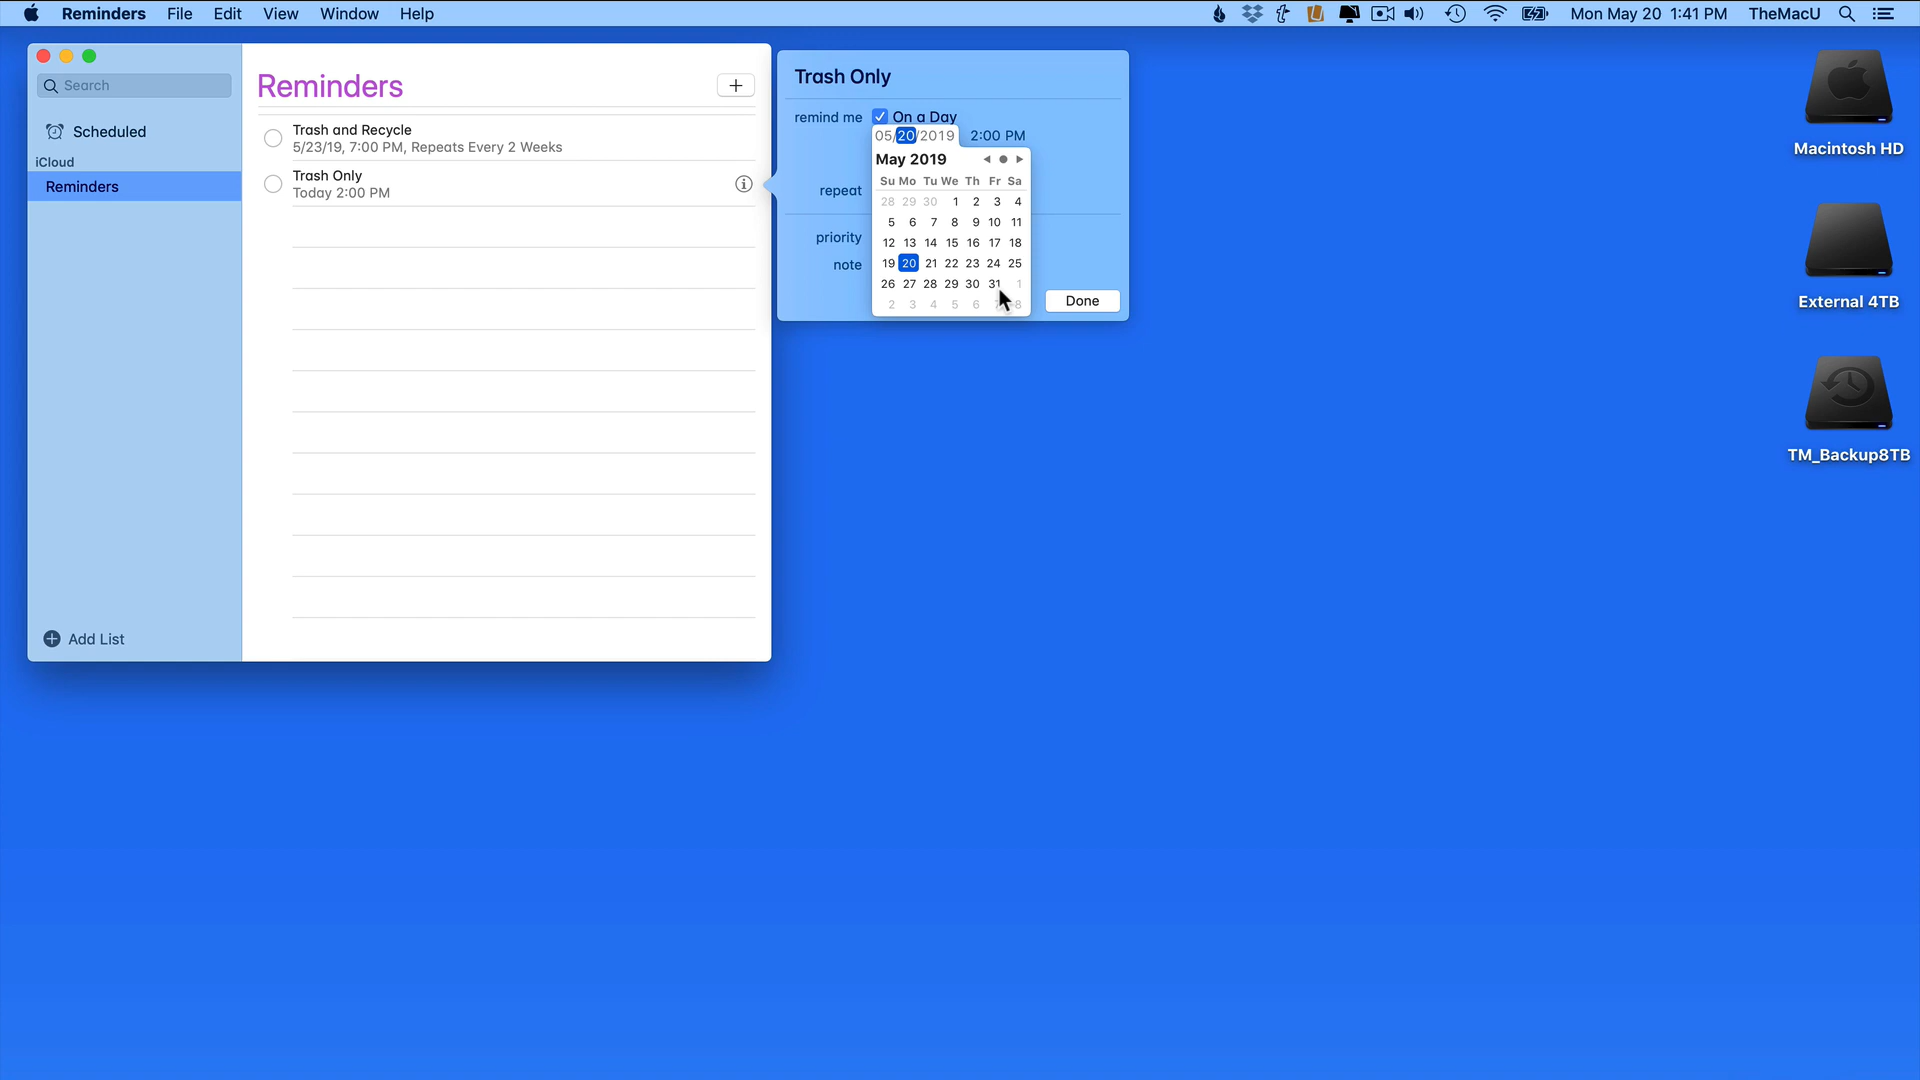 Reminders File Edit View Window Help Mon May 20 1:41 PM TheMacU
Search
Scheduled
iCloud
Reminders
Add List
Reminders
+
Trash and Recycle
5/23/19, 7:00 PM, Repeats Every 2 Weeks
Trash Only
Today 2:00 PM
Trash Only
remind me On a Day
05/20/2019 2:00 PM
May 2019
Su Mo Tu We Th Fr Sa
28 29 30 1 2 3 4
5 6 7 8 9 10 11
12 13 14 15 16 17 18
19 20 21 22 23 24 25
26 27 28 29 30 31 1
2 3 4 5 6 8
repeat
priority
note
Done
Macintosh HD
External 4TB
TM_Backup8TB